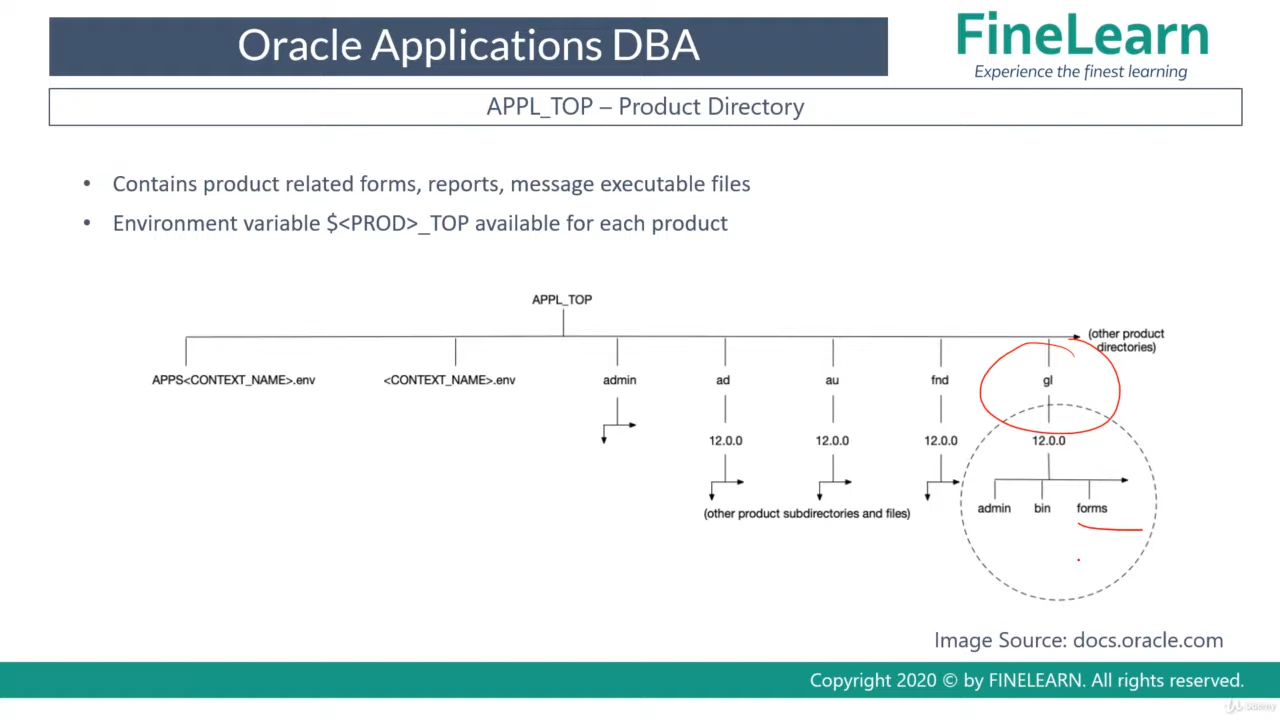 Oracle Applications DBA
FineLearn
Experience the finest learning
APPL_TOP – Product Directory
• Contains product related forms, reports, message executable files
• Environment variable $<PROD>_TOP available for each product
APPL_TOP
(other product
directories)
APPS<CONTEXT_NAME>.env <CONTEXT_NAME>.env admin ad au fnd gl
12.0.0 12.0.0 12.0.0 12.0.0
admin bin forms
(other product subdirectories and files)
Image Source: docs.oracle.com
Copyright 2020 © by FINELEARN. All rights reserved.
Udemy